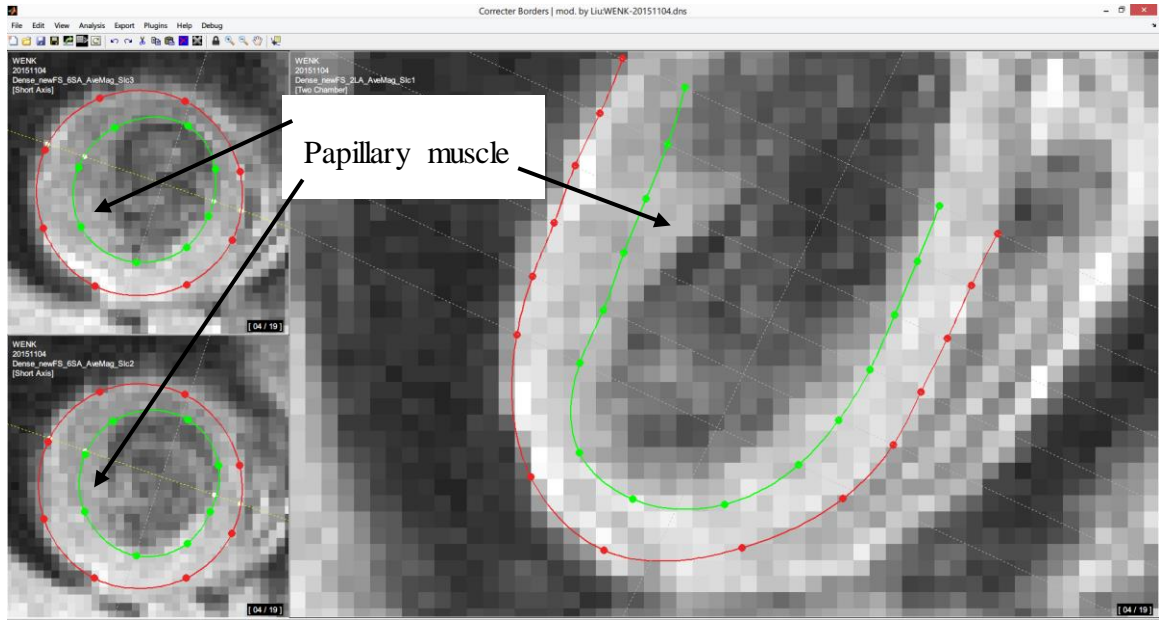 Correcter Borders | mod. by Liu:WENK-20151104.dns
File Edit View Analysis Export Plugins Help Debug
WENK
20151104
Dense_newFS_6SA_AveMag_Slc3
[Short Axis]
[ 04 / 19 ]
WENK
20151104
Dense_newFS_6SA_AveMag_Slc2
[Short Axis]
[ 04 / 19 ]
WENK
20151104
Dense_newFS_2LA_AveMag_Slc1
[Two Chamber]
Papillary muscle
[ 04 / 19 ]